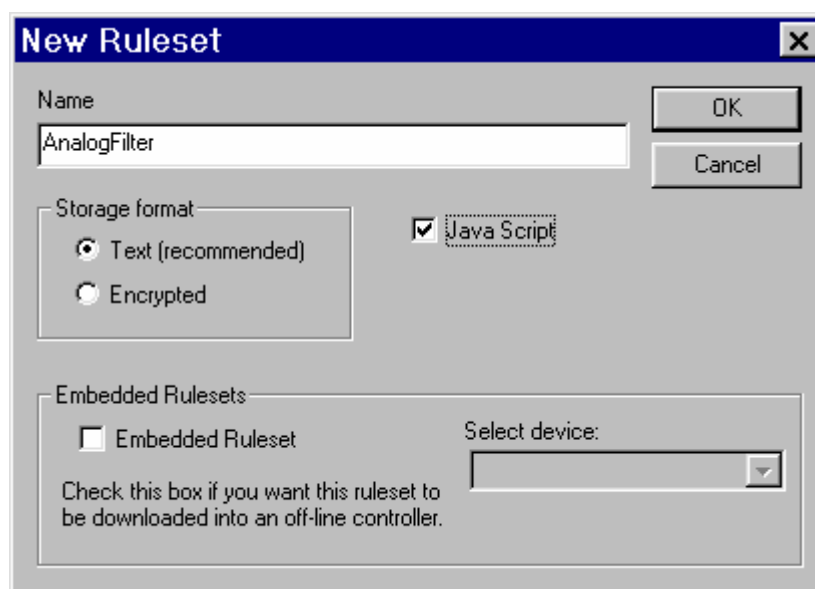 New Ruleset
Name
OK
AnalogFilter
Cancel
Storage format
Java Script
Text (recommended)
Encrypted
Embedded Rulesets
Embedded Ruleset
Select device:
Check this box if you want this ruleset to
be downloaded into an off-line controller.